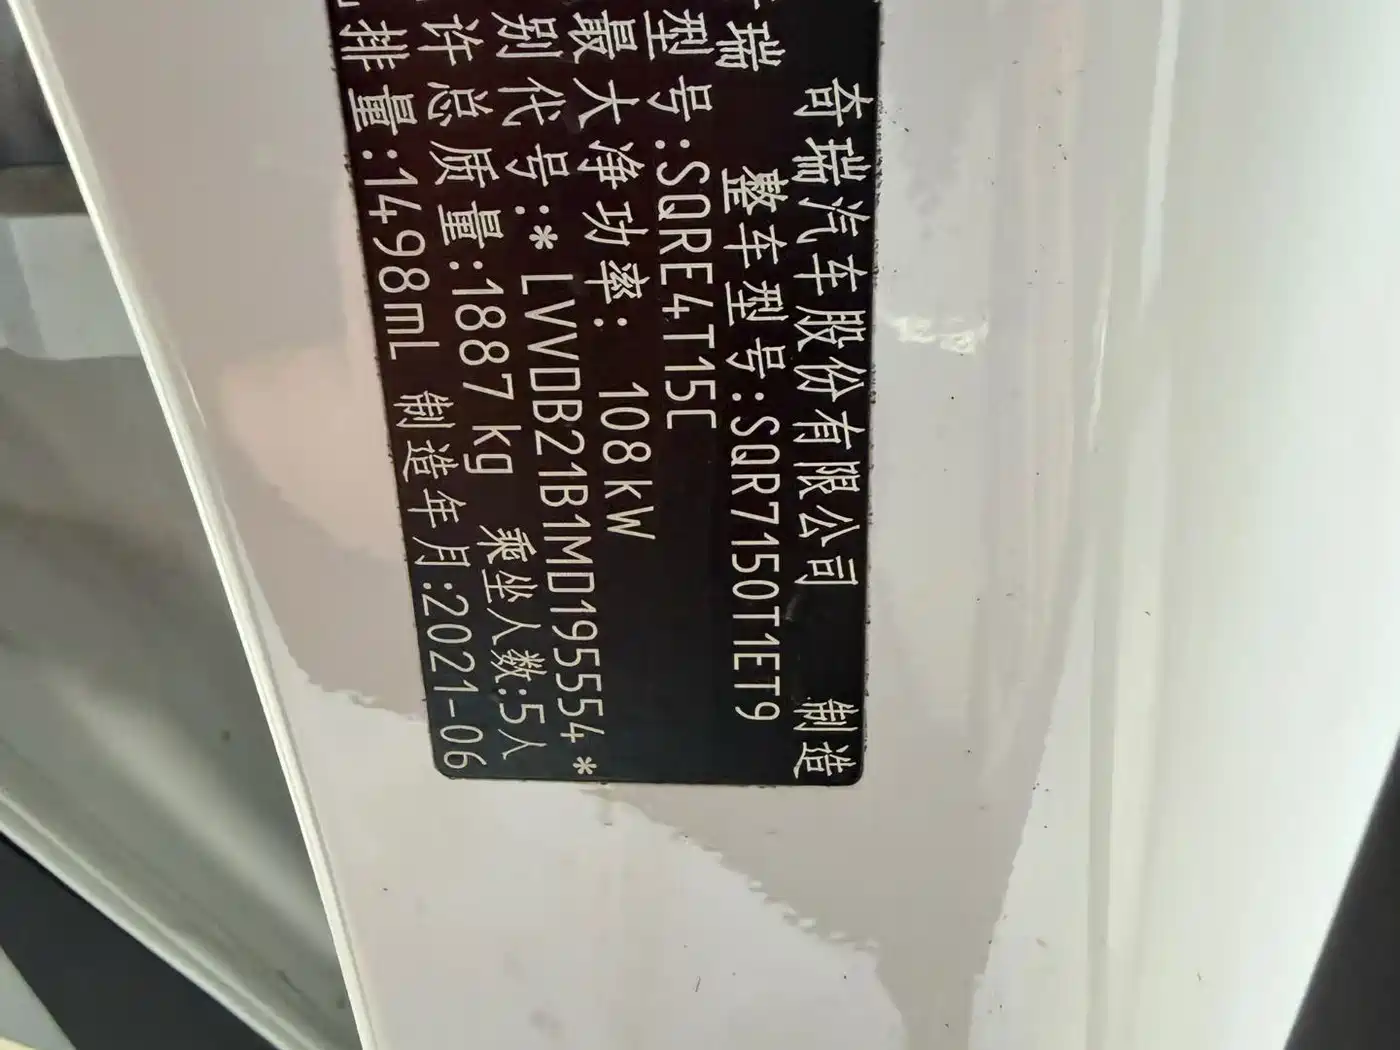 奇瑞汽车股份有限公司 制造
瑞 整车型号:SQR7150T1ET9
型号:SQRE4T15C
最大净功率: 108kW
别代号:*LVVDB21B1MD195554*
许总质量:1887kg 乘坐人数:5人
排量:1498mL 制造年月:2021-06